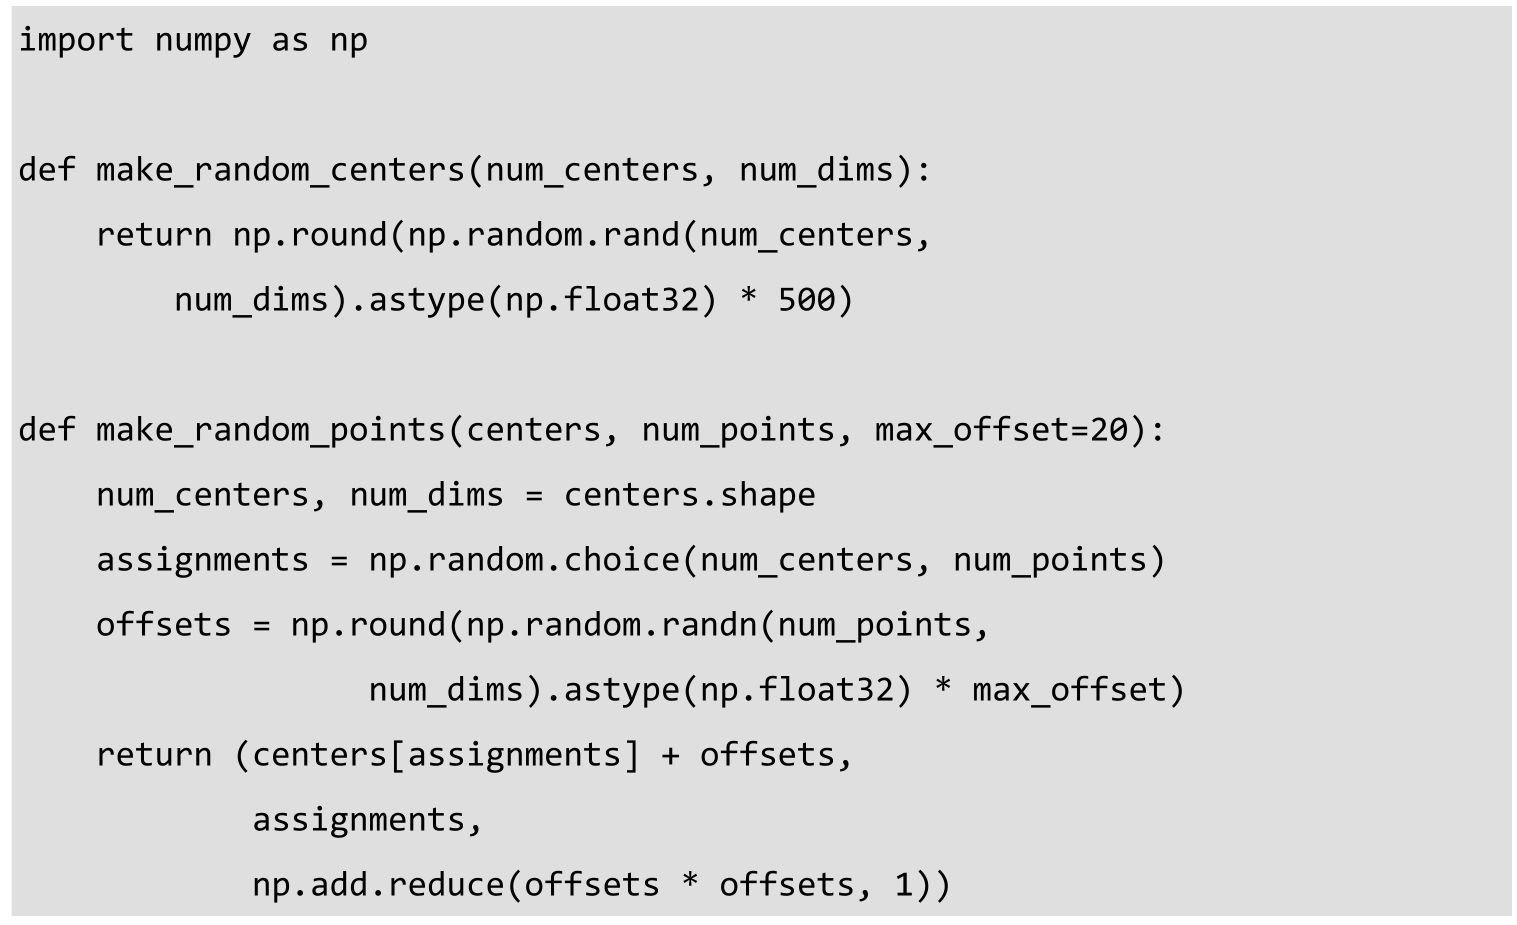 import numpy as np
def make_random_centers(num_centers, num_dims):
    return np.round(np.random.rand(num_centers,
        num_dims).astype(np.float32) * 500)
def make_random_points(centers, num_points, max_offset=20):
    num_centers, num_dims = centers.shape
    assignments = np.random.choice(num_centers, num_points)
    offsets = np.round(np.random.randn(num_points,
                  num_dims).astype(np.float32) * max_offset)
    return (centers[assignments] + offsets,
            assignments,
            np.add.reduce(offsets * offsets, 1))